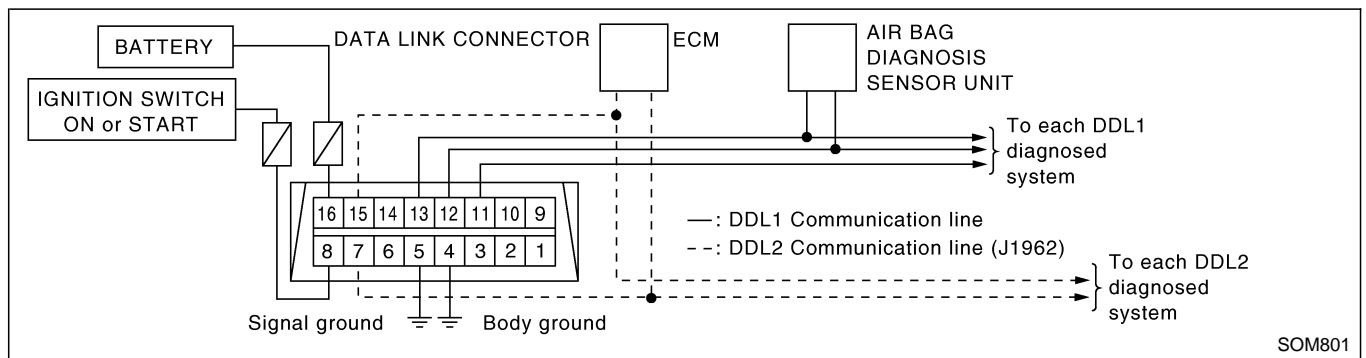 BATTERY
DATA LINK CONNECTOR
ECM
AIR BAG
DIAGNOSIS
SENSOR UNIT
IGNITION SWITCH
ON or START
To each DDL1
diagnosed
system
16 15 14 13 12 11 10 9
8 7 6 5 4 3 2 1
—: DDL1 Communication line
- -: DDL2 Communication line (J1962)
To each DDL2
diagnosed
system
Signal ground
Body ground
SOM801